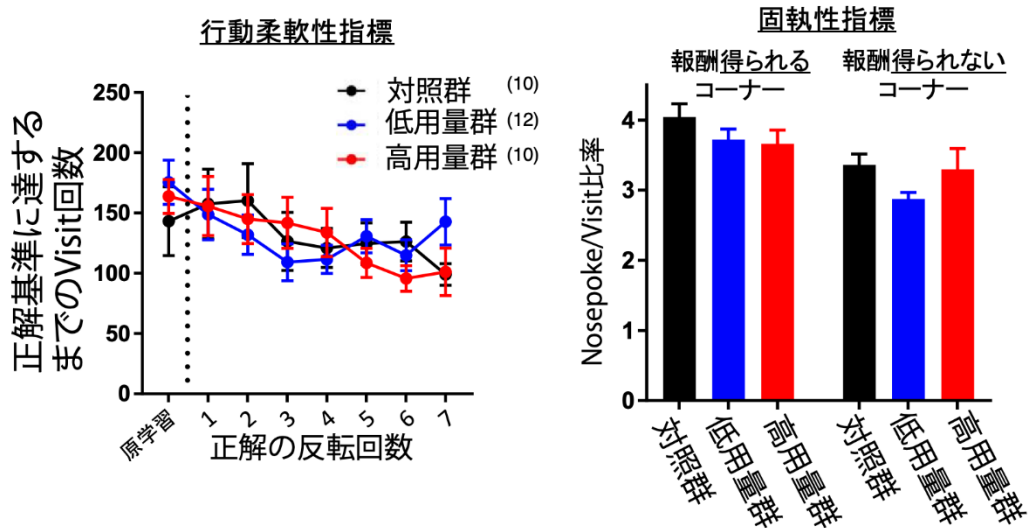 行動柔軟性指標
正解基準に達する
までのVisit回数
250
200
150
100
50
0
対照群 (10)
低用量群 (12)
高用量群 (10)
原学習
1
2
3
4
5
6
7
正解の反転回数
固執性指標
報酬得られる
コーナー
報酬得られない
コーナー
Nosepoke/Visit比率
4
3
4
1
0
対照群
低用量群
高用量群
対照群
低用量群
高用量群